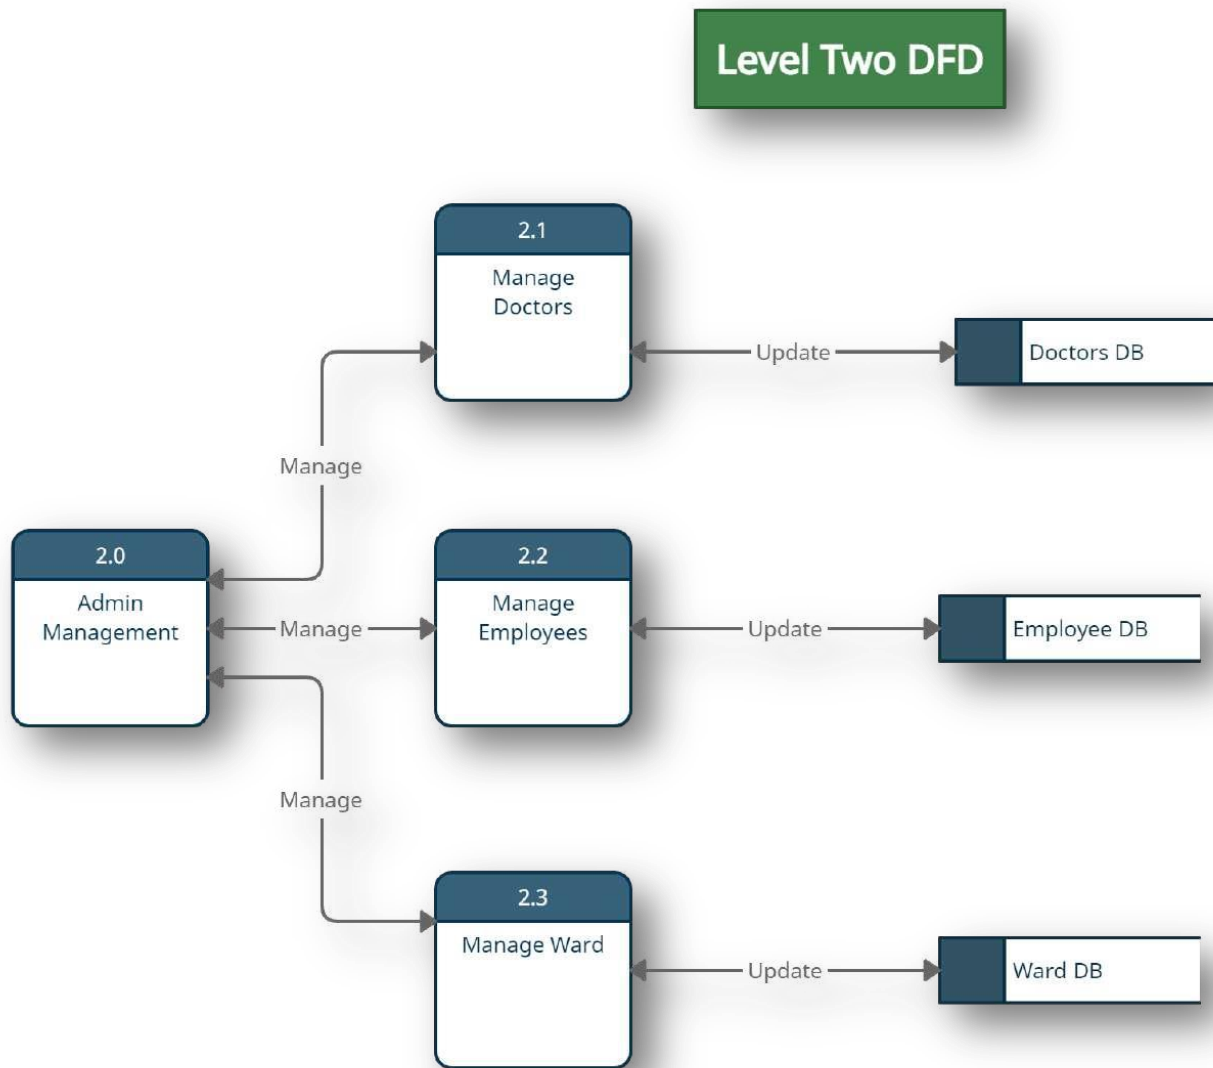 Level Two DFD
2.1
Manage
Doctors
Update
Doctors DB
Manage
2.0
Admin
Management
Manage
2.2
Manage
Employees
Update
Employee DB
Manage
2.3
Manage Ward
Update
Ward DB